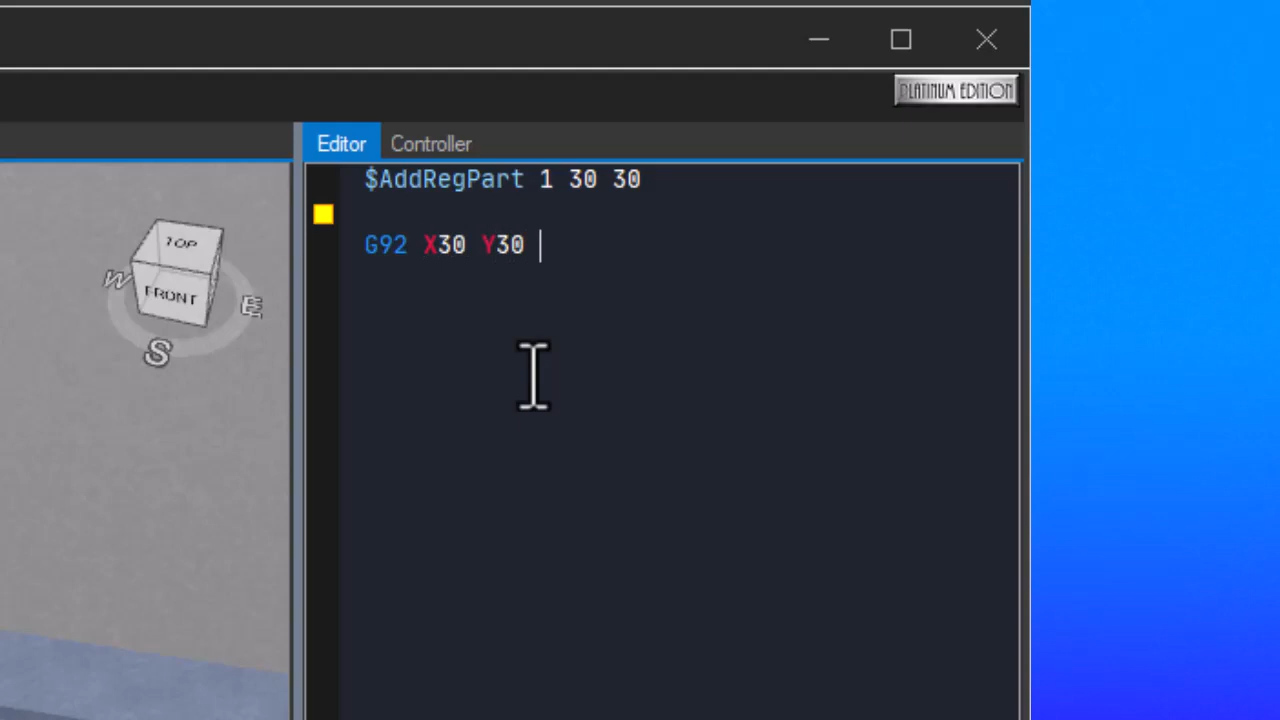 PLATINUM EDITION
Editor Controller
$AddRegPart 1 30 30
G92 X30 Y30
TOP
FRONT
W
E
S